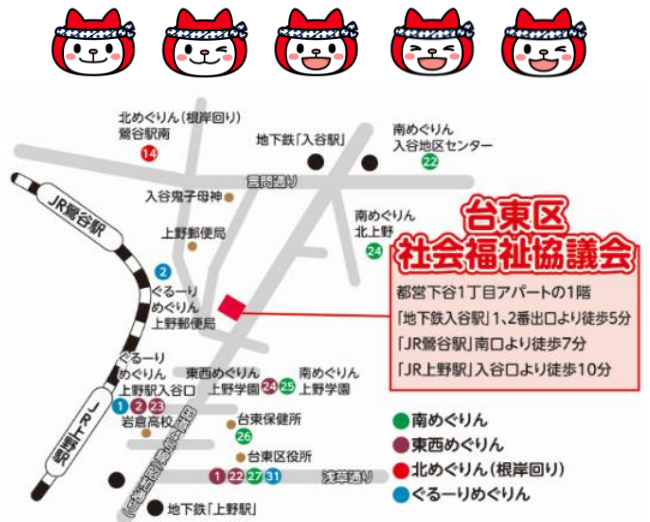 北めぐりん(根岸回り)
鶯谷駅南
14
地下鉄「入谷駅」
南めぐりん
入谷地区センター
22
言問通り
JR鶯谷駅
入谷鬼子母神
上野郵便局
南めぐりん
北上野
24
2
ぐるーり
めぐりん
上野郵便局
台東区
社会福祉協議会
都営下谷1丁目アパートの1階
「地下鉄入谷駅」1、2番出口より徒歩5分
「JR鶯谷駅」南口より徒歩7分
「JR上野駅」入谷口より徒歩10分
ぐるーり
めぐりん
上野駅入谷口
1 2 23
東西めぐりん
上野学園
24 25
南めぐりん
上野学園
岩倉高校
JR上野駅
台東保健所
26
台東区役所
1 22 27 31
浅草通り
地下鉄「上野駅」
南めぐりん
東西めぐりん
北めぐりん(根岸回り)
ぐるーりめぐりん